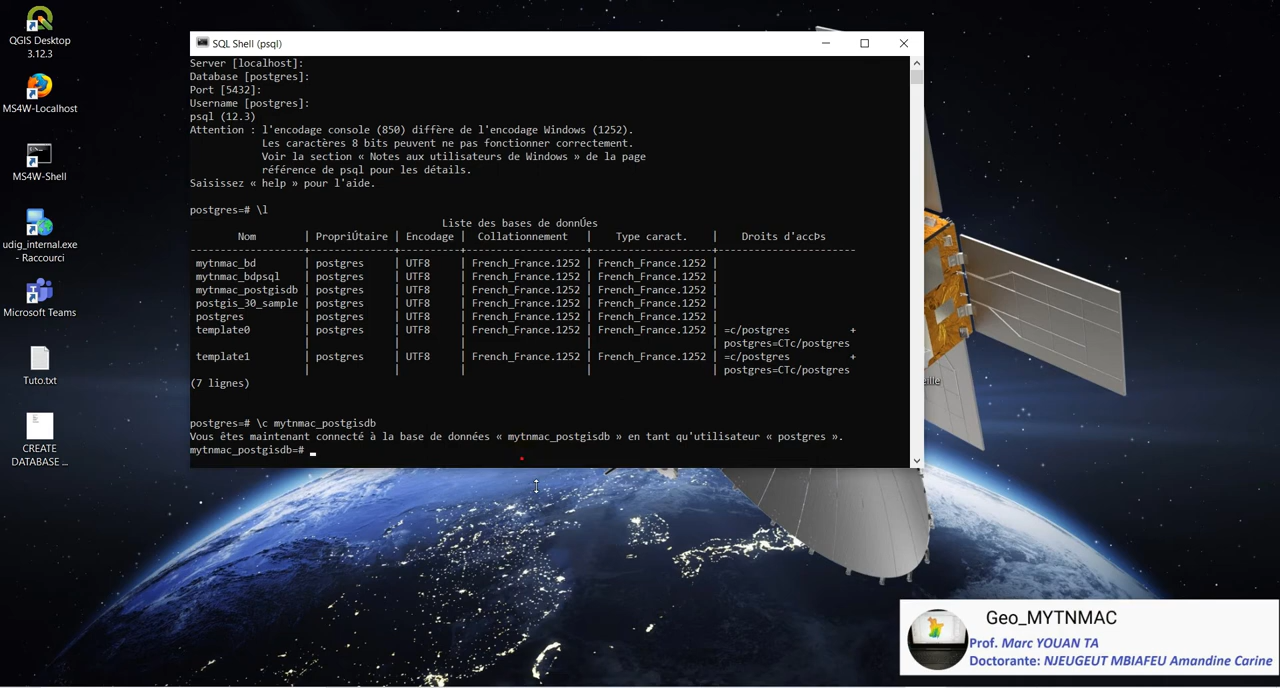 QGIS Desktop
3.12.3
MS4W-Localhost
MS4W-Shell
udig_internal.exe
- Raccourci
Microsoft Teams
Tuto.txt
CREATE
DATABASE ...
SQL Shell (psql)
Server [localhost]:
Database [postgres]:
Port [5432]:
Username [postgres]:
psql (12.3)
Attention : l'encodage console (850) diffère de l'encodage Windows (1252).
Les caractères 8 bits peuvent ne pas fonctionner correctement.
Voir la section « Notes aux utilisateurs de Windows » de la page
référence de psql pour les détails.
Saisissez « help » pour l'aide.
postgres=# \l
Liste des bases de donnÚes
Nom | PropriÚtaire | Encodage | Collationnement | Type caract. | Droits d'accÞs
-----------------+--------------+----------+--------------------+--------------------+-----------------------
mytnmac_bd | postgres | UTF8 | French_France.1252 | French_France.1252 |
mytnmac_bdpsql | postgres | UTF8 | French_France.1252 | French_France.1252 |
mytnmac_postgisdb | postgres | UTF8 | French_France.1252 | French_France.1252 |
postgis_30_sample | postgres | UTF8 | French_France.1252 | French_France.1252 |
postgres | postgres | UTF8 | French_France.1252 | French_France.1252 |
template0 | postgres | UTF8 | French_France.1252 | French_France.1252 | =c/postgres +
| | | | | postgres=CTc/postgres
template1 | postgres | UTF8 | French_France.1252 | French_France.1252 | =c/postgres +
| | | | | postgres=CTc/postgres
(7 lignes)
postgres=# \c mytnmac_postgisdb
Vous êtes maintenant connecté à la base de données « mytnmac_postgisdb » en tant qu'utilisateur « postgres ».
mytnmac_postgisdb=#
eille
Geo_MYTNMAC
Prof. Marc YOUAN TA
Doctorante: NJEUGEUT MBIAFEU Amandine Carine